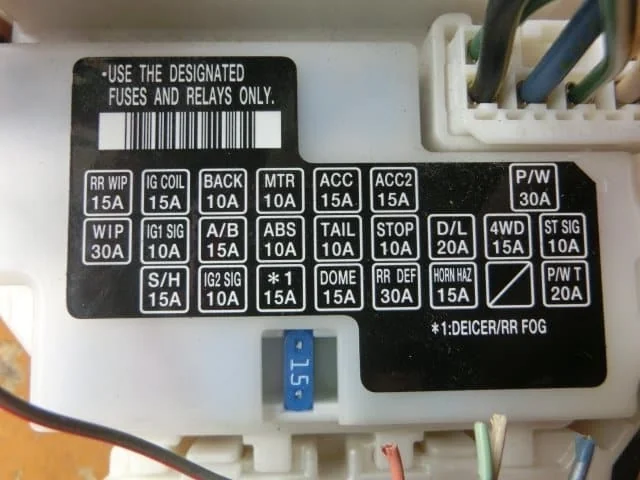 •USE THE DESIGNATED
FUSES AND RELAYS ONLY.
RR WIP IG COIL BACK MTR ACC ACC2 P/W
15A 15A 10A 10A 15A 15A 30A
WIP IG1 SIG A/B ABS TAIL STOP D/L 4WD ST SIG
30A 10A 15A 10A 10A 10A 20A 15A 10A
S/H IG2 SIG *1 DOME RR DEF HORN HAZ P/W T
15A 10A 15A 15A 30A 15A 20A
*1:DEICER/RR FOG
15